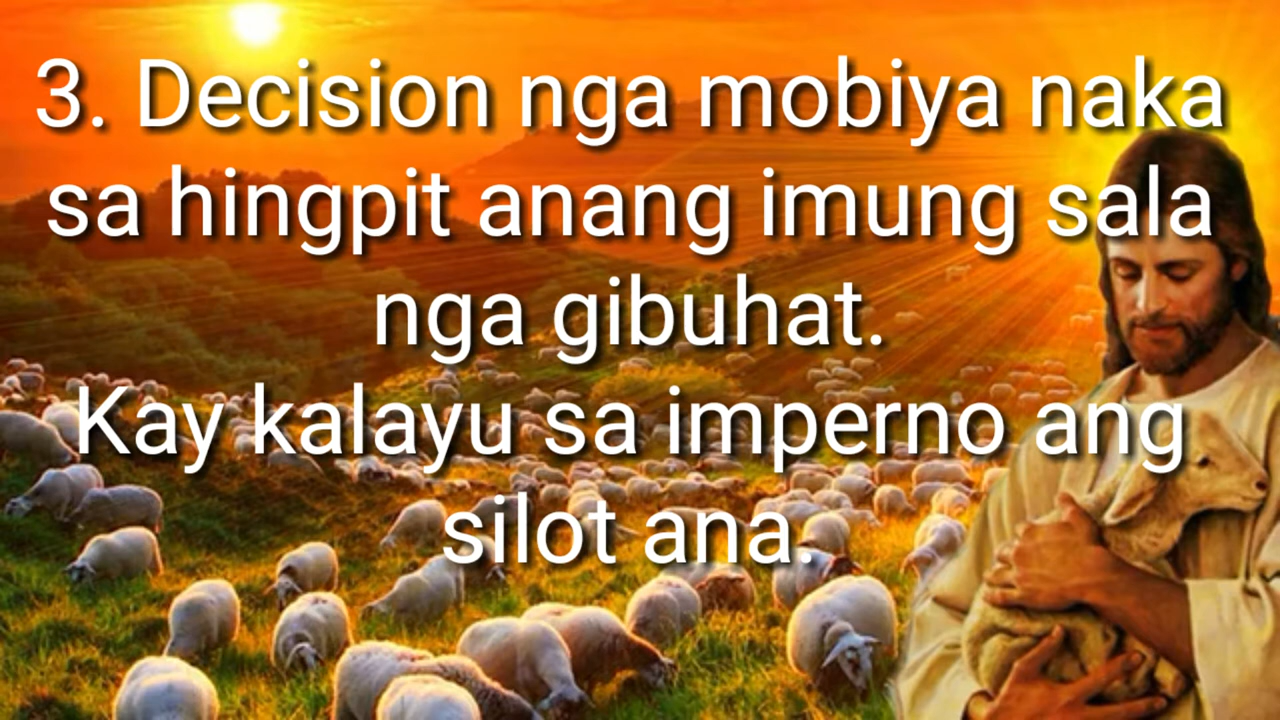 3. Decision nga mobiya naka
sa hingpit anang imung sala
nga gibuhat.
Kay kalayu sa imperno ang
silot ana.